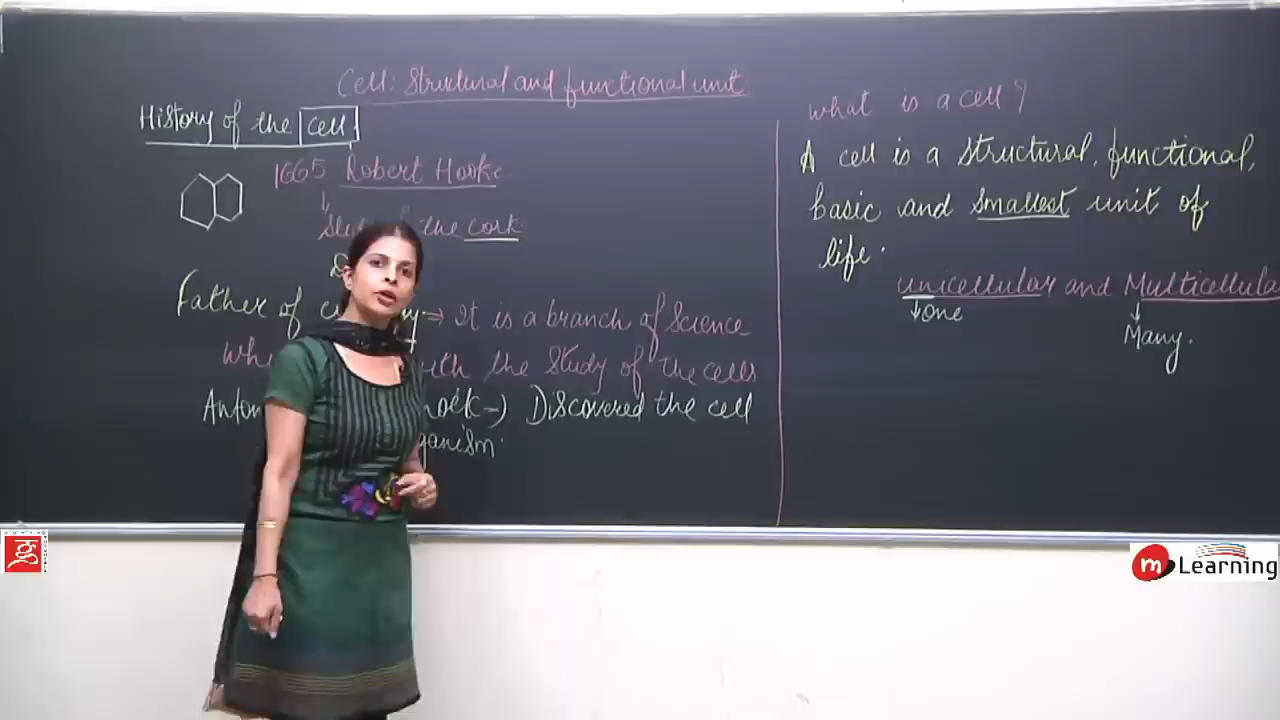 Cell: Structural and functional unit
History of the cell.
1665 Robert Hooke
the cork
Father of
→ It is a branch of Science
with the Study of the cells
Discovered the cell
what is a cell?
A cell is a structural, functional,
basic and smallest unit of
life.
unicellular and Multicellula
↓one
↓
Many.
m Learning